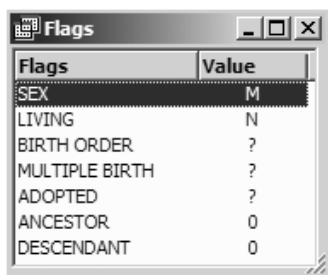 Flags
Flags Value
SEX M
LIVING N
BIRTH ORDER ?
MULTIPLE BIRTH ?
ADOPTED ?
ANCESTOR 0
DESCENDANT 0